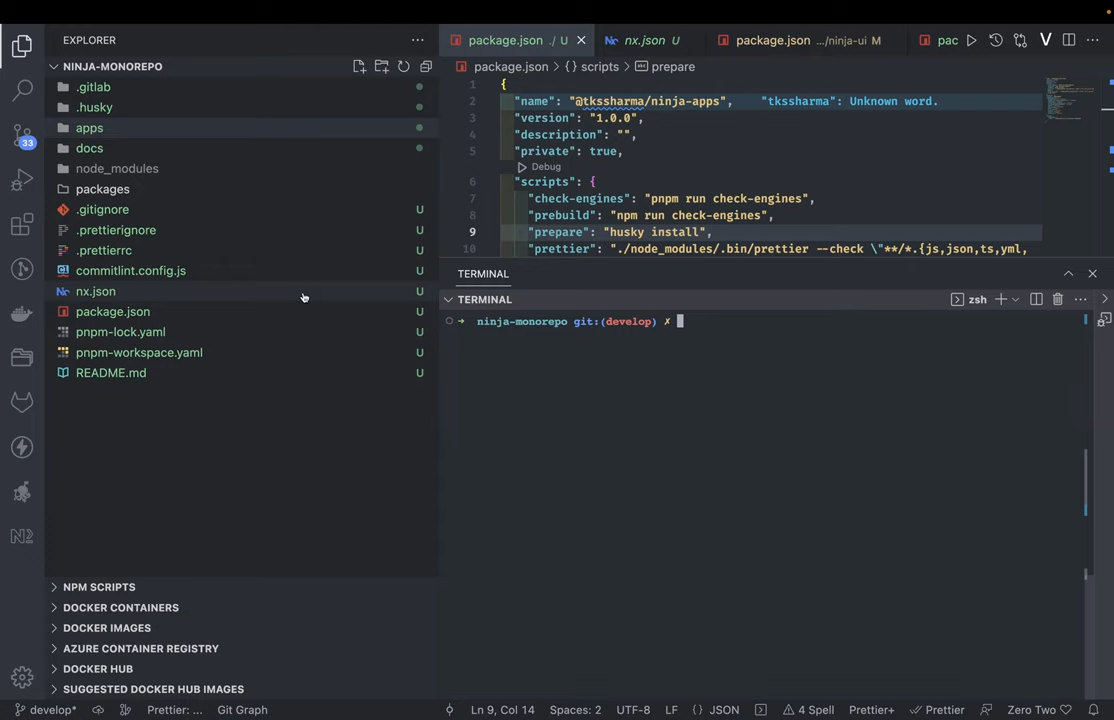 EXPLORER
NINJA-MONOREPO
.gitlab
.husky
apps
docs
node_modules
packages
.gitignore U
.prettierignore U
.prettierrc U
commitlint.config.js U
nx.json U
package.json U
pnpm-lock.yaml U
pnpm-workspace.yaml U
README.md U
33
NPM SCRIPTS
DOCKER CONTAINERS
DOCKER IMAGES
AZURE CONTAINER REGISTRY
DOCKER HUB
SUGGESTED DOCKER HUB IMAGES
package.json ./ U nx.json U package.json .../ninja-ui M pac
package.json > {} scripts > prepare
1 {
2 "name": "@tkssharma/ninja-apps", "tkssharma": Unknown word.
3 "version": "1.0.0",
4 "description": "",
5 "private": true,
Debug
6 "scripts": {
7 "check-engines": "pnpm run check-engines",
8 "prebuild": "npm run check-engines",
9 "prepare": "husky install",
10 "prettier": "./node_modules/.bin/prettier --check \"**/*.{js,json,ts,yml,
TERMINAL
TERMINAL zsh
ninja-monorepo git:(develop) ✗
develop* Prettier: ... Git Graph Ln 9, Col 14 Spaces: 2 UTF-8 LF {} JSON 4 Spell Prettier+ Prettier Zero Two